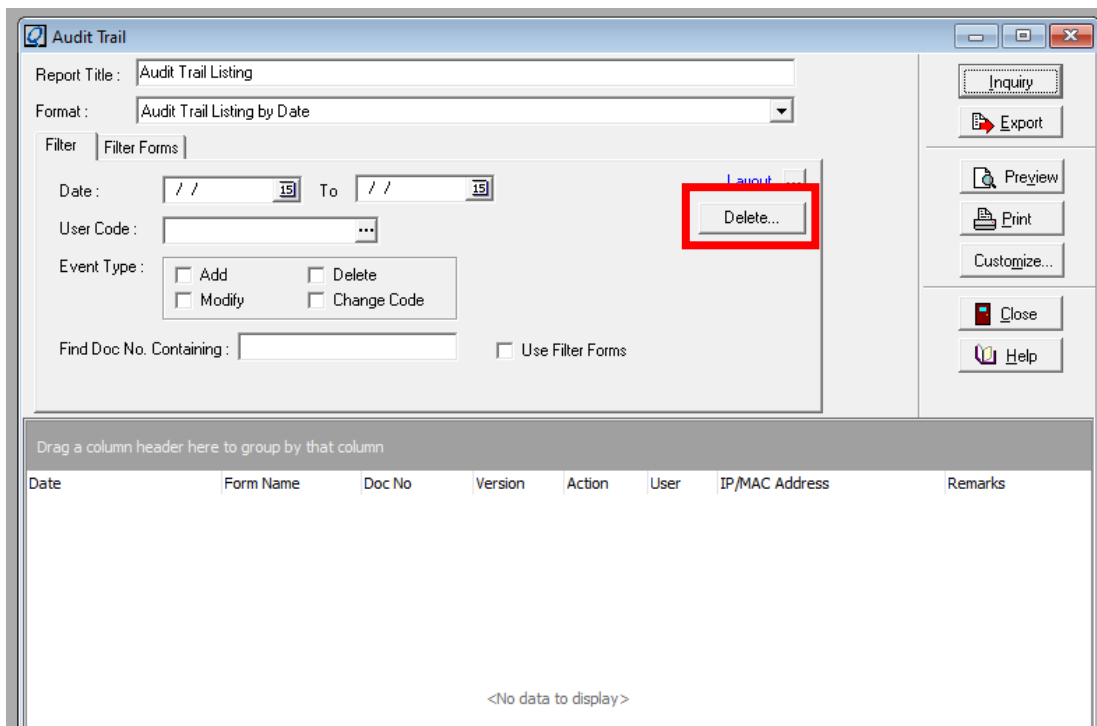 Audit Trail
Report Title : Audit Trail Listing
Inquiry
Format : Audit Trail Listing by Date
Export
Filter Filter Forms
Date : / / 15 To / / 15
Layout ...
Preview
User Code : ...
Delete...
Print
Event Type : Add Delete
Customize...
Modify Change Code
Close
Find Doc No. Containing : Use Filter Forms
Help
Drag a column header here to group by that column
Date Form Name Doc No Version Action User IP/MAC Address Remarks
<No data to display>